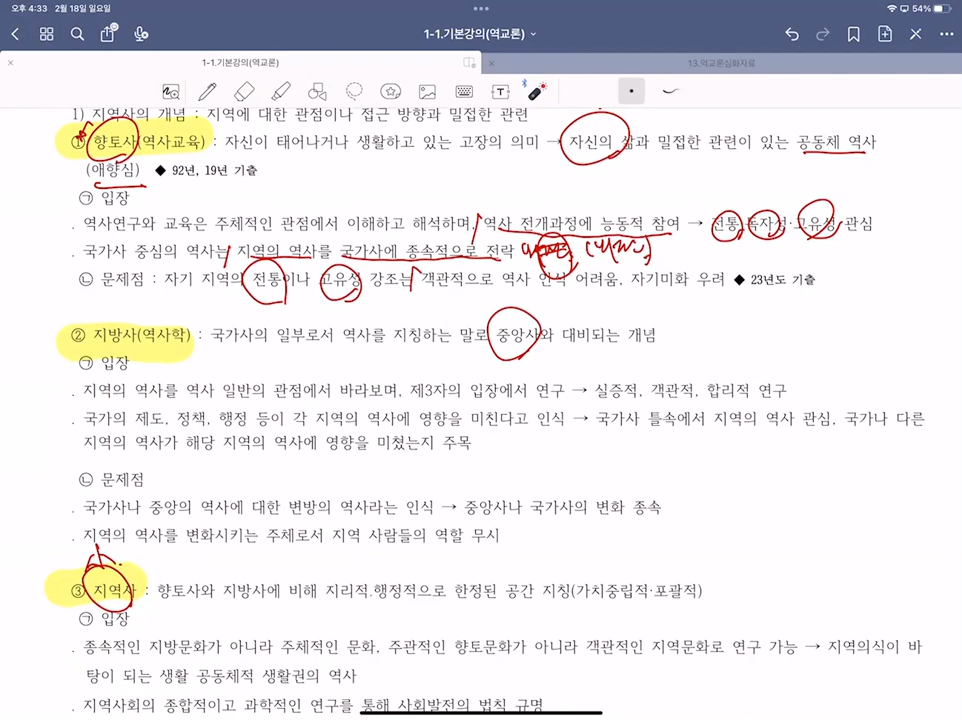 오후 4:33 2월 18일 일요일
54%
1-1.기본강의(역교론)
1-1.기본강의(역교론)
13.역교론심화자료
1) 지역사의 개념 : 지역에 대한 관점이나 접근 방향과 밀접한 관련
① 향토사(역사교육) : 자신이 태어나거나 생활하고 있는 고장의 의미 → 자신의 삶과 밀접한 관련이 있는 공동체 역사
(애향심) ◆ 92년, 19년 기출
㉠ 입장
. 역사연구와 교육은 주체적인 관점에서 이해하고 해석하며, 역사 전개과정에 능동적 참여 → 전통, 독자성·고유성 관심
. 국가사 중심의 역사는 지역의 역사를 국가사에 종속적으로 전락
㉡ 문제점 : 자기 지역의 전통이나 고유성 강조는 객관적으로 역사 인식 어려움, 자기미화 우려 ◆ 23년도 기출
② 지방사(역사학) : 국가사의 일부로서 역사를 지칭하는 말로 중앙사와 대비되는 개념
㉠ 입장
. 지역의 역사를 역사 일반의 관점에서 바라보며, 제3자의 입장에서 연구 → 실증적, 객관적, 합리적 연구
. 국가의 제도, 정책, 행정 등이 각 지역의 역사에 영향을 미친다고 인식 → 국가사 틀속에서 지역의 역사 관심, 국가나 다른
지역의 역사가 해당 지역의 역사에 영향을 미쳤는지 주목
㉡ 문제점
. 국가사나 중앙의 역사에 대한 변방의 역사라는 인식 → 중앙사나 국가사의 변화 종속
. 지역의 역사를 변화시키는 주체로서 지역 사람들의 역할 무시
③ 지역사 : 향토사와 지방사에 비해 지리적.행정적으로 한정된 공간 지칭(가치중립적·포괄적)
㉠ 입장
. 종속적인 지방문화가 아니라 주체적인 문화, 주관적인 향토문화가 아니라 객관적인 지역문화로 연구 가능 → 지역의식이 바
탕이 되는 생활 공동체적 생활권의 역사
. 지역사회의 종합적이고 과학적인 연구를 통해 사회발전의 법칙 규명